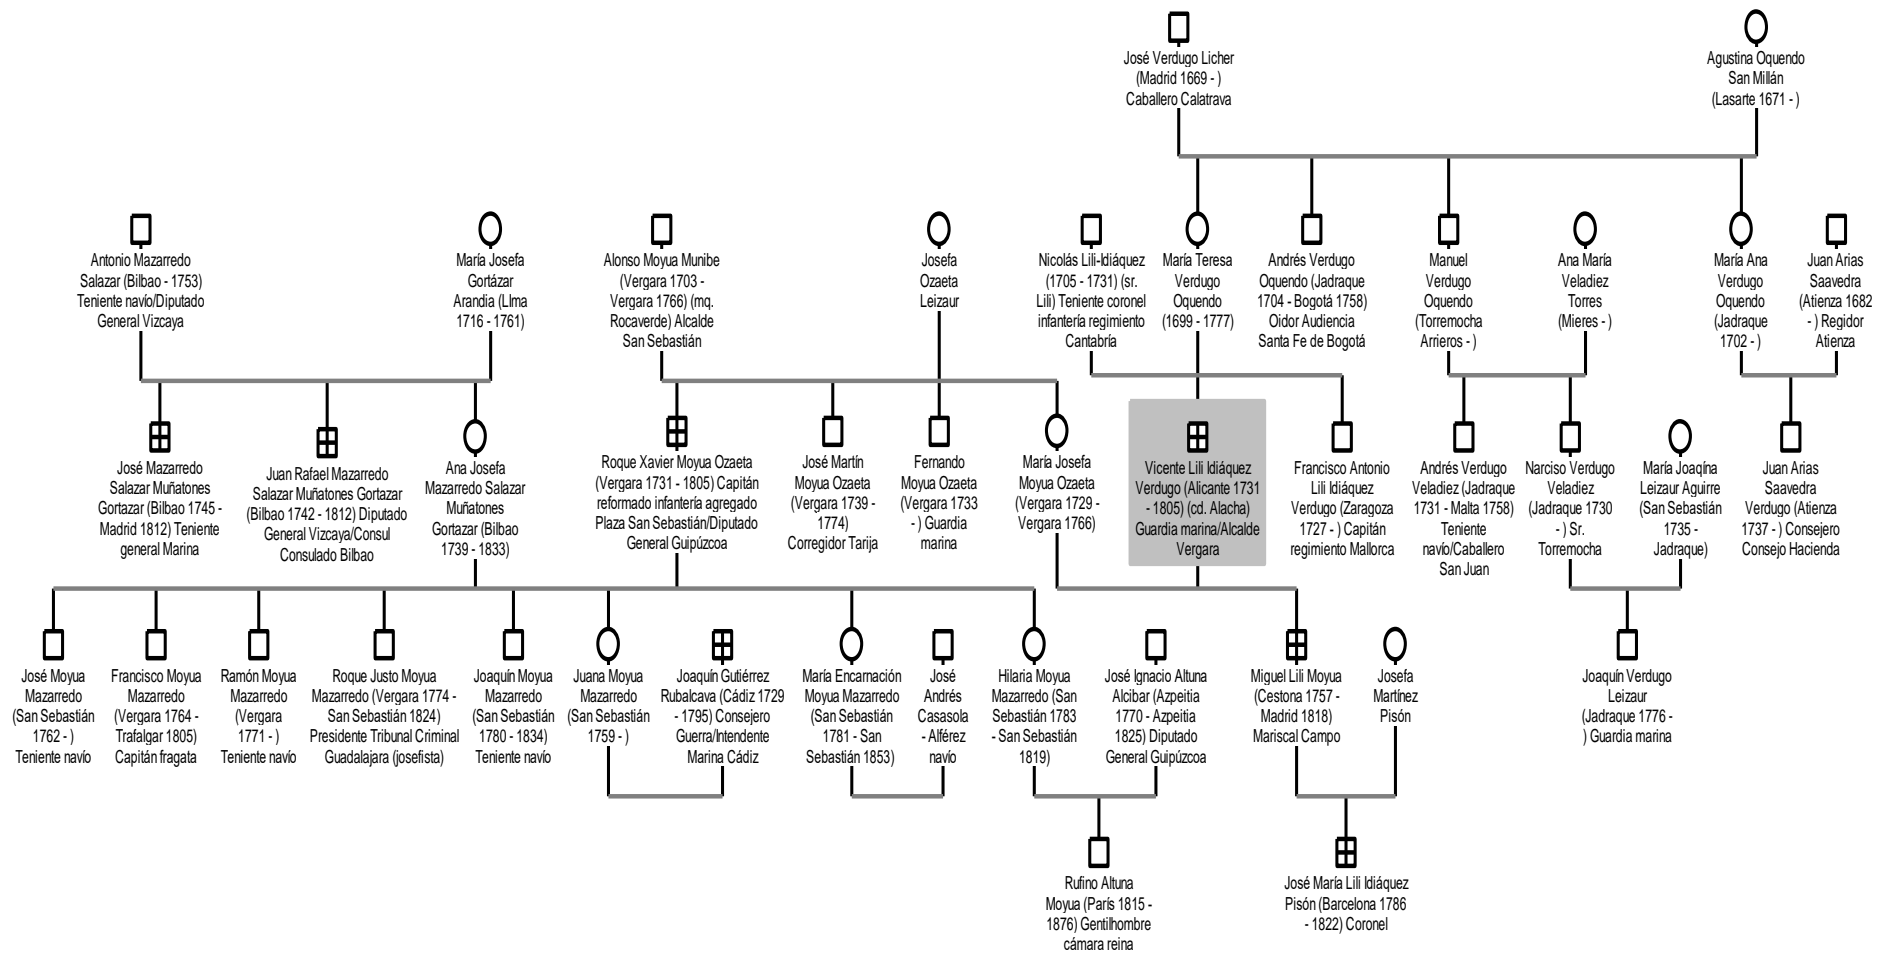 José Verdugo Licher
(Madrid 1669 - )
Caballero Calatrava
Agustina Oquendo
San Millán
(Lasarte 1671 - )
Antonio Mazarredo
Salazar (Bilbao - 1753)
Teniente navío/Diputado
General Vizcaya
María Josefa
Gortázar
Arandia (LIma
1716 - 1761)
Alonso Moyua Munibe
(Vergara 1703 -
Vergara 1766) (mq.
Rocaverde) Alcalde
San Sebastián
Josefa
Ozaeta
Leizaur
Nicolás Lili-Idiáquez
(1705 - 1731) (sr.
Lili) Teniente coronel
infantería regimiento
Cantabría
María Teresa
Verdugo
Oquendo
(1699 - 1777)
Andrés Verdugo
Oquendo (Jadraque
1704 - Bogotá 1758)
Oidor Audiencia
Santa Fe de Bogotá
Manuel
Verdugo
Oquendo
(Torremocha
Arrieros - )
Ana María
Veladiez
Torres
(Mieres - )
María Ana
Verdugo
Oquendo
(Jadraque
1702 - )
Juan Arias
Saavedra
(Atienza 1682
- ) Regidor
Atienza
José Mazarredo
Salazar Muñatones
Gortazar (Bilbao 1745 -
Madrid 1812) Teniente
general Marina
Juan Rafael Mazarredo
Salazar Muñatones Gortazar
(Bilbao 1742 - 1812) Diputado
General Vizcaya/Consul
Consulado Bilbao
Ana Josefa
Mazarredo Salazar
Muñatones
Gortazar (Bilbao
1739 - 1833)
Roque Xavier Moyua Ozaeta
(Vergara 1731 - 1805) Capitán
reformado infantería agregado
Plaza San Sebastián/Diputado
General Guipúzcoa
José Martín
Moyua Ozaeta
(Vergara 1739 -
1774)
Corregidor Tarija
Fernando
Moyua Ozaeta
(Vergara 1733
- ) Guardia
marina
María Josefa
Moyua Ozaeta
(Vergara 1729 -
Vergara 1766)
Vicente Lili Idiáquez
Verdugo (Alicante 1731
- 1805) (cd. Alacha)
Guardia marina/Alcalde
Vergara
Francisco Antonio
Lili Idiáquez
Verdugo (Zaragoza
1727 - ) Capitán
regimiento Mallorca
Andrés Verdugo
Veladiez (Jadraque
1731 - Malta 1758)
Teniente
navío/Caballero
San Juan
Narciso Verdugo
Veladiez
(Jadraque 1730
- ) Sr.
Torremocha
María Joaqína
Leizaur Aguirre
(San Sebastián
1735 -
Jadraque)
Juan Arias
Saavedra
Verdugo (Atienza
1737 - ) Consejero
Consejo Hacienda
José Moyua
Mazarredo
(San Sebastián
1762 - )
Teniente navío
Francisco Moyua
Mazarredo
(Vergara 1764 -
Trafalgar 1805)
Capitán fragata
Ramón Moyua
Mazarredo
(Vergara
1771 - )
Teniente navío
Roque Justo Moyua
Mazarredo (Vergara 1774 -
San Sebastián 1824)
Presidente Tribunal Criminal
Guadalajara (josefista)
Joaquín Moyua
Mazarredo
(San Sebastián
1780 - 1834)
Teniente navío
Juana Moyua
Mazarredo
(San Sebastián
1759 - )
Joaquín Gutiérrez
Rubalcava (Cádiz 1729
- 1795) Consejero
Guerra/Intendente
Marina Cádiz
María Encarnación
Moyua Mazarredo
(San Sebastián
1781 - San
Sebastián 1853)
José
Andrés
Casasola
- Alférez
navío
Hilaria Moyua
Mazarredo (San
Sebastián 1783
- San Sebastián
1819)
José Ignacio Altuna
Alcibar (Azpeitia
1770 - Azpeitia
1825) Diputado
General Guipúzcoa
Miguel Lili Moyua
(Cestona 1757 -
Madrid 1818)
Mariscal Campo
Josefa
Martínez
Pisón
Joaquín Verdugo
Leizaur
(Jadraque 1776 -
) Guardia marina
Rufino Altuna
Moyua (París 1815 -
1876) Gentilhombre
cámara reina
José María Lili Idiáquez
Pisón (Barcelona 1786
- 1822) Coronel